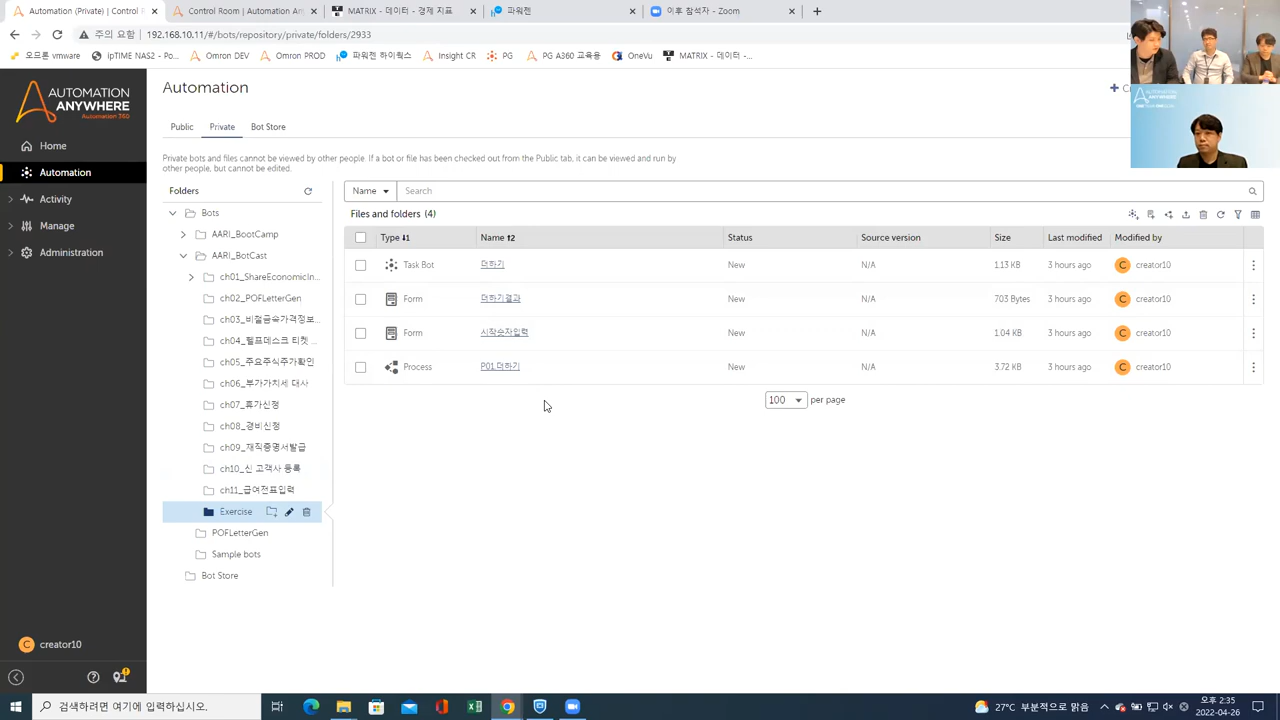 Automation (Private) | Control R
Control Room | Automation Any
MATRIX - 데이터 - 경제 지표
파워젠
이후 참석자 - Zoom
주의 요함 | 192.168.10.11/#/bots/repository/private/folders/2933
오므론 vmware
ipTIME NAS2 - Po...
Omron DEV
Omron PROD
파워젠 하이웍스
Insight CR
PG
PG A360 교육용
OneVu
MATRIX - 데이터 -...
AUTOMATION
ANYWHERE
Automation 360
Home
Automation
Activity
Manage
Administration
creator10
Automation
Public
Private
Bot Store
Private bots and files cannot be viewed by other people. If a bot or file has been checked out from the Public tab, it can be viewed and run by
other people, but cannot be edited.
Folders
Bots
AARI_BootCamp
AARI_BotCast
ch01_ShareEconomicIn...
ch02_POFLetterGen
ch03_비철금속가격정보...
ch04_헬프데스크 티켓 ...
ch05_주요주식주가확인
ch06_부가가치세 대사
ch07_휴가신청
ch08_경비신청
ch09_재직증명서발급
ch10_신 고객사 등록
ch11_급여전표입력
Exercise
POFLetterGen
Sample bots
Bot Store
Name
Search
Files and folders (4)
Type Name Status Source version Size Last modified Modified by
Task Bot 더하기 New N/A 1.13 KB 3 hours ago C creator10
Form 더하기결과 New N/A 703 Bytes 3 hours ago C creator10
Form 시작숫자입력 New N/A 1.04 KB 3 hours ago C creator10
Process P01.더하기 New N/A 3.72 KB 3 hours ago C creator10
100 per page
검색하려면 여기에 입력하십시오.
27°C 부분적으로 맑음
오후 2:35
2022-04-26